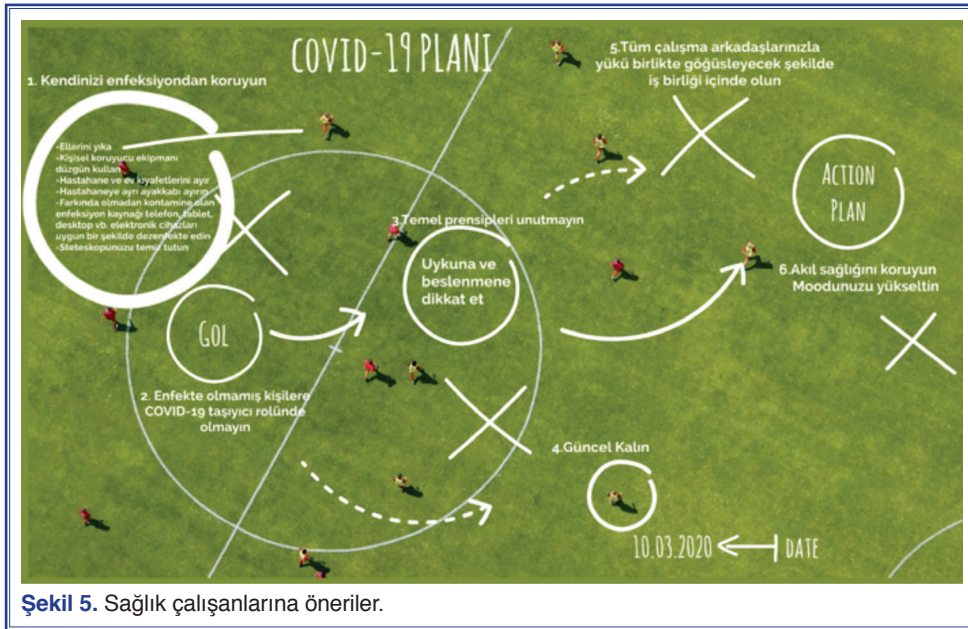 COVID-19 PLANI
1. Kendinizi enfeksiyondan koruyun
-Ellerini yıka
-Kişisel koruyucu ekipmanı
düzgün kullan
-Hastahane ve ev kıyafetlerini ayır
-Hastahaneye ayrı ayakkabı ayırın
-Farkında olmadan kontamine olan
enfeksiyon kaynağı telefon, tablet,
desktop vb. elektronik cihazları
uygun bir şekilde dezenfekte edin
-Steteskopunuzu temiz tutun
GOL
2. Enfekte olmamış kişilere
COVID-19 taşıyıcı rolünde
olmayın
3.Temel prensipleri unutmayın
Uykuna ve
beslenmene
dikkat et
4.Güncel Kalın
10.03.2020 DATE
5.Tüm çalışma arkadaşlarınızla
yükü birlikte göğüsleyecek şekilde
iş birliği içinde olun
ACTION
PLAN
6.Akıl sağlığını koruyun
Moodunuzu yükseltin
Şekil 5. Sağlık çalışanlarına öneriler.